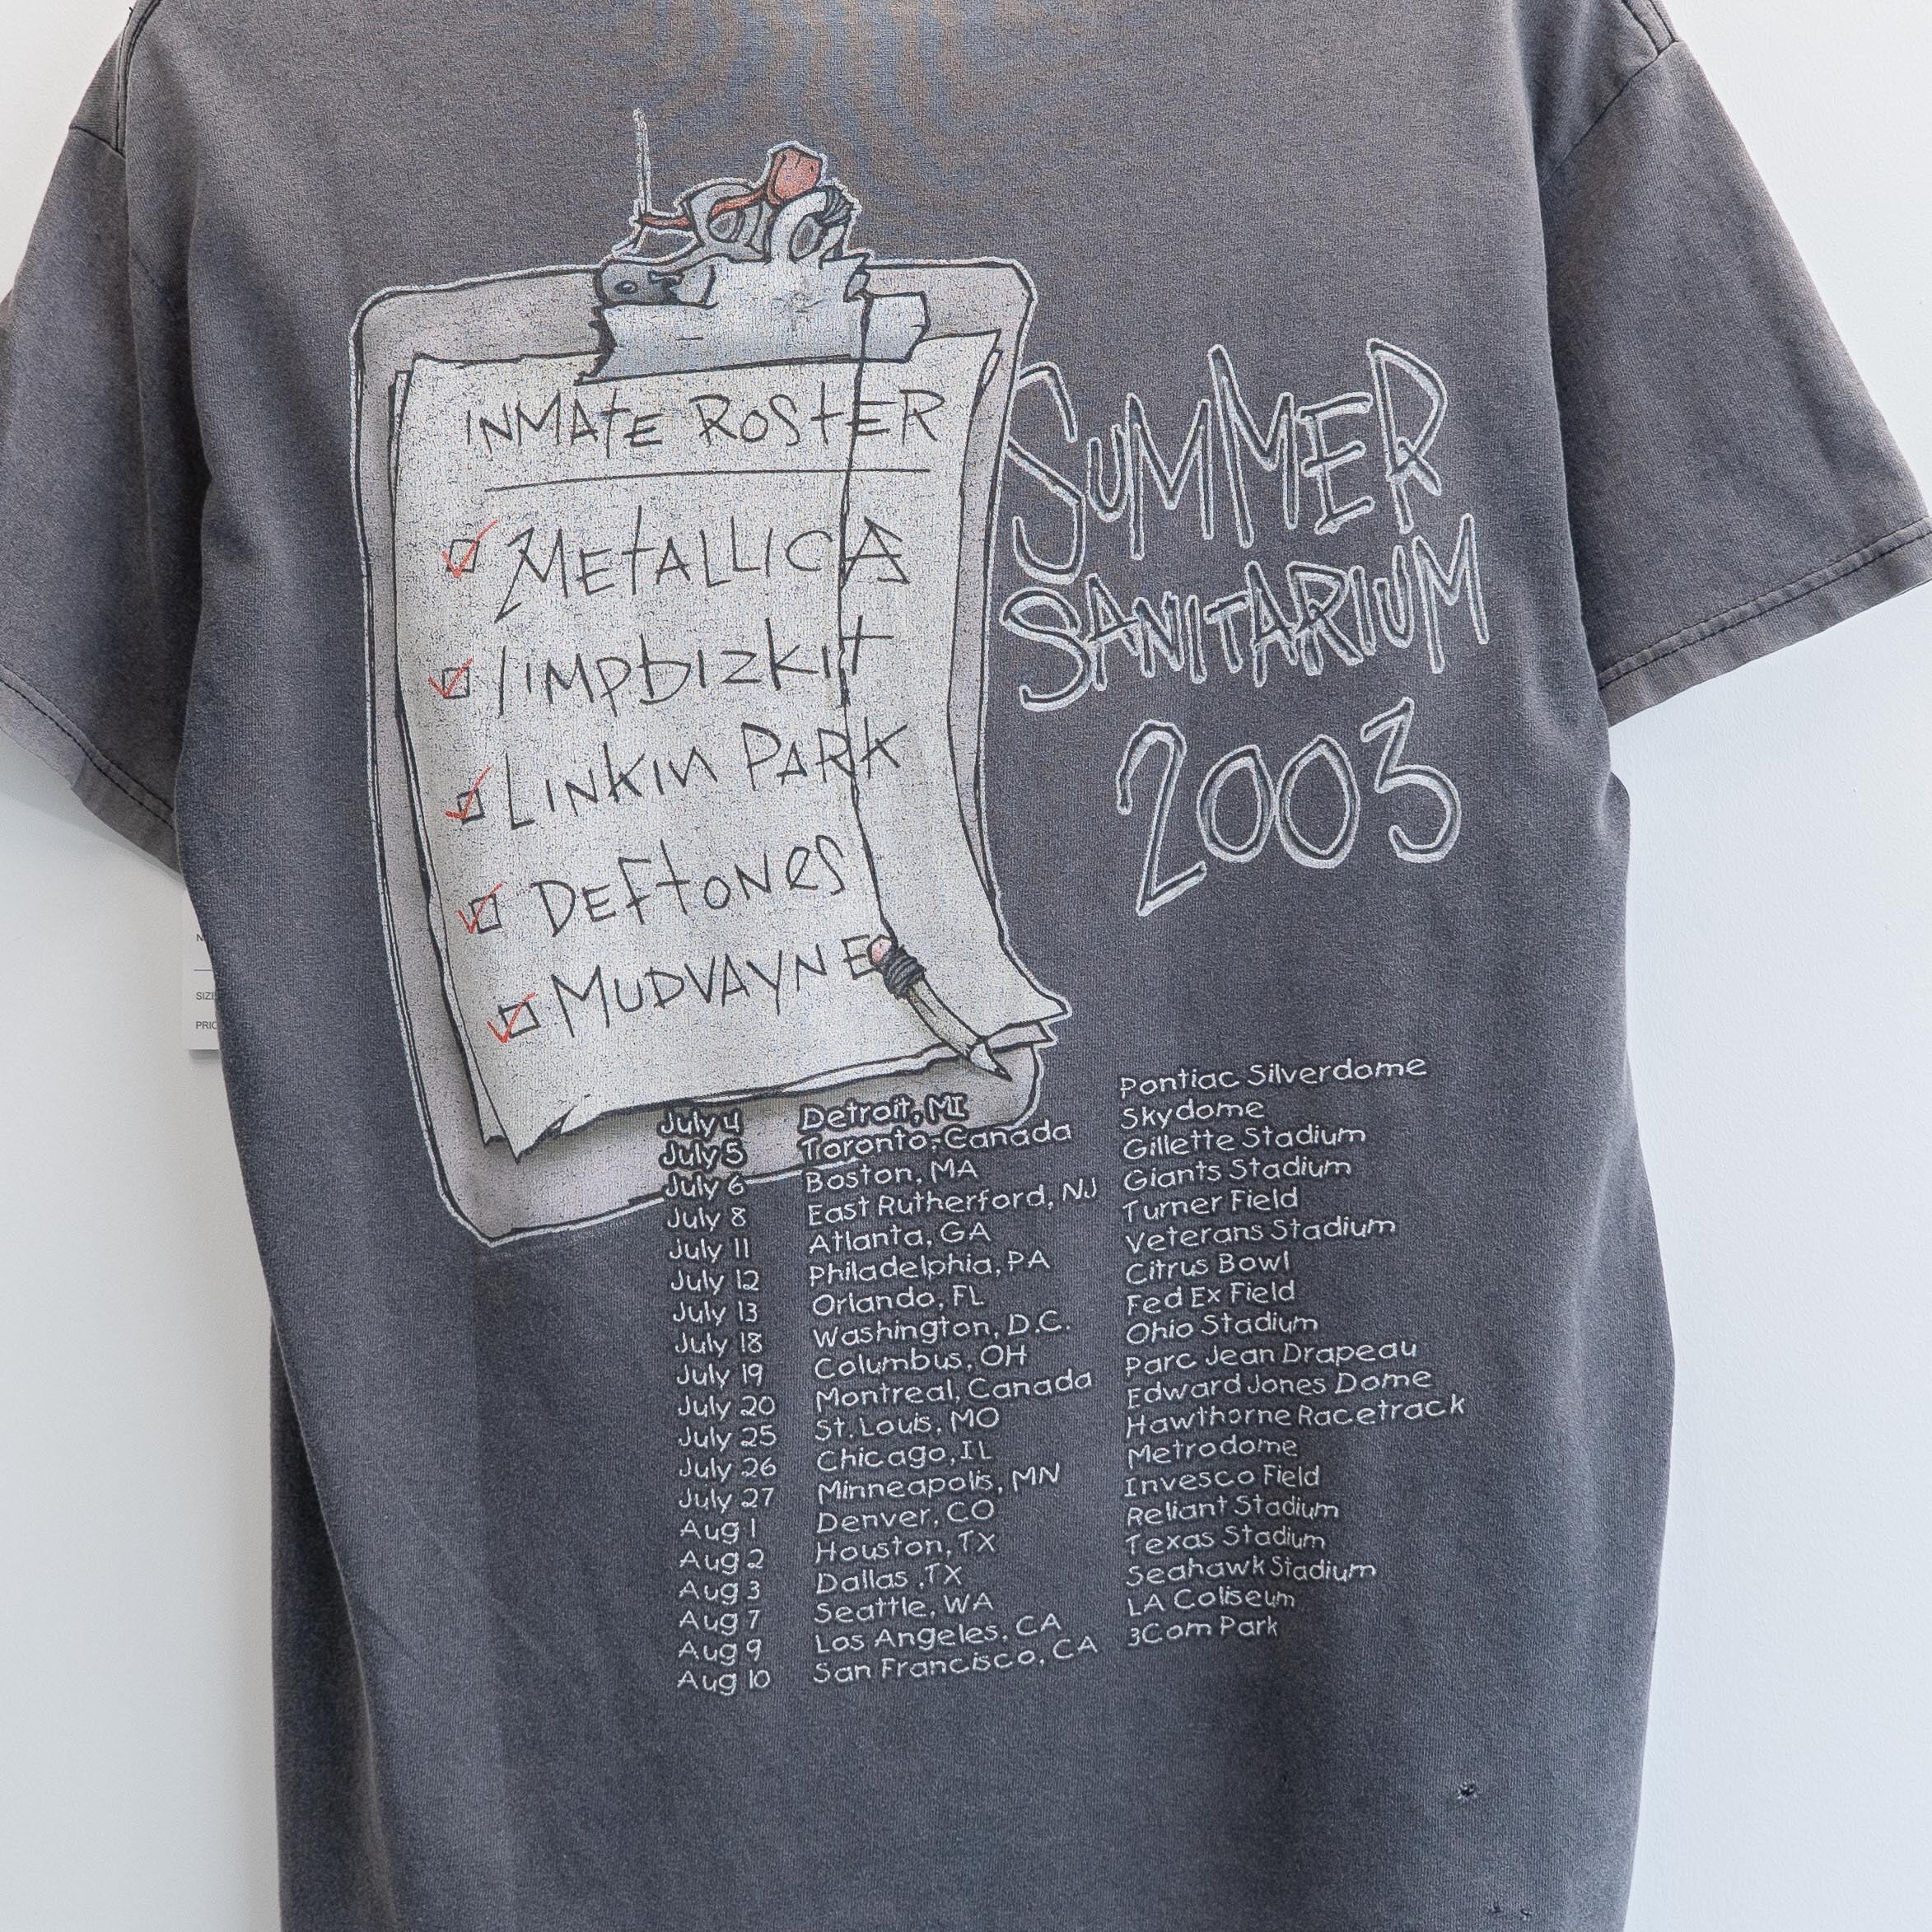 INMATE ROSTER
METALLICA
limpbizkit
LINKIN PARK
DEFTONES
MUDVAYNE
SUMMER
SANITARIUM
2003
July 4 Detroit, MI Pontiac Silverdome
July 5 Toronto, Canada Skydome
July 6 Boston, MA Gillette Stadium
July 8 East Rutherford, NJ Giants Stadium
July 11 Atlanta, GA Turner Field
July 12 Philadelphia, PA Veterans Stadium
July 13 Orlando, FL Citrus Bowl
July 18 Washington, D.C. Fed Ex Field
July 19 Columbus, OH Ohio Stadium
July 20 Montreal, Canada Parc Jean Drapeau
July 25 St. Louis, MO Edward Jones Dome
July 26 Chicago, IL Hawthorne Racetrack
July 27 Minneapolis, MN Metrodome
Aug 1 Denver, CO Invesco Field
Aug 2 Houston, TX Reliant Stadium
Aug 3 Dallas ,TX Texas Stadium
Aug 7 Seattle, WA Seahawk Stadium
Aug 9 Los Angeles, CA LA Coliseum
Aug 10 San Francisco, CA 3Com Park